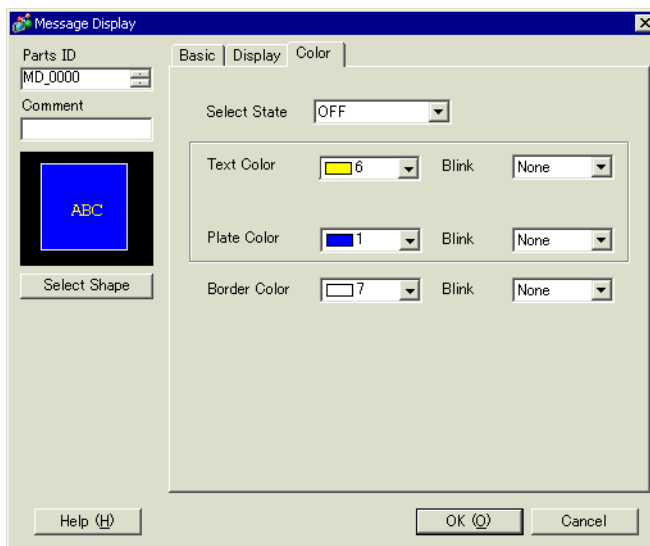 Message Display
Parts ID
MD_0000
Comment
ABC
Select Shape
Basic Display Color
Select State OFF
Text Color 6 Blink None
Plate Color 1 Blink None
Border Color 7 Blink None
Help (H) OK (O) Cancel